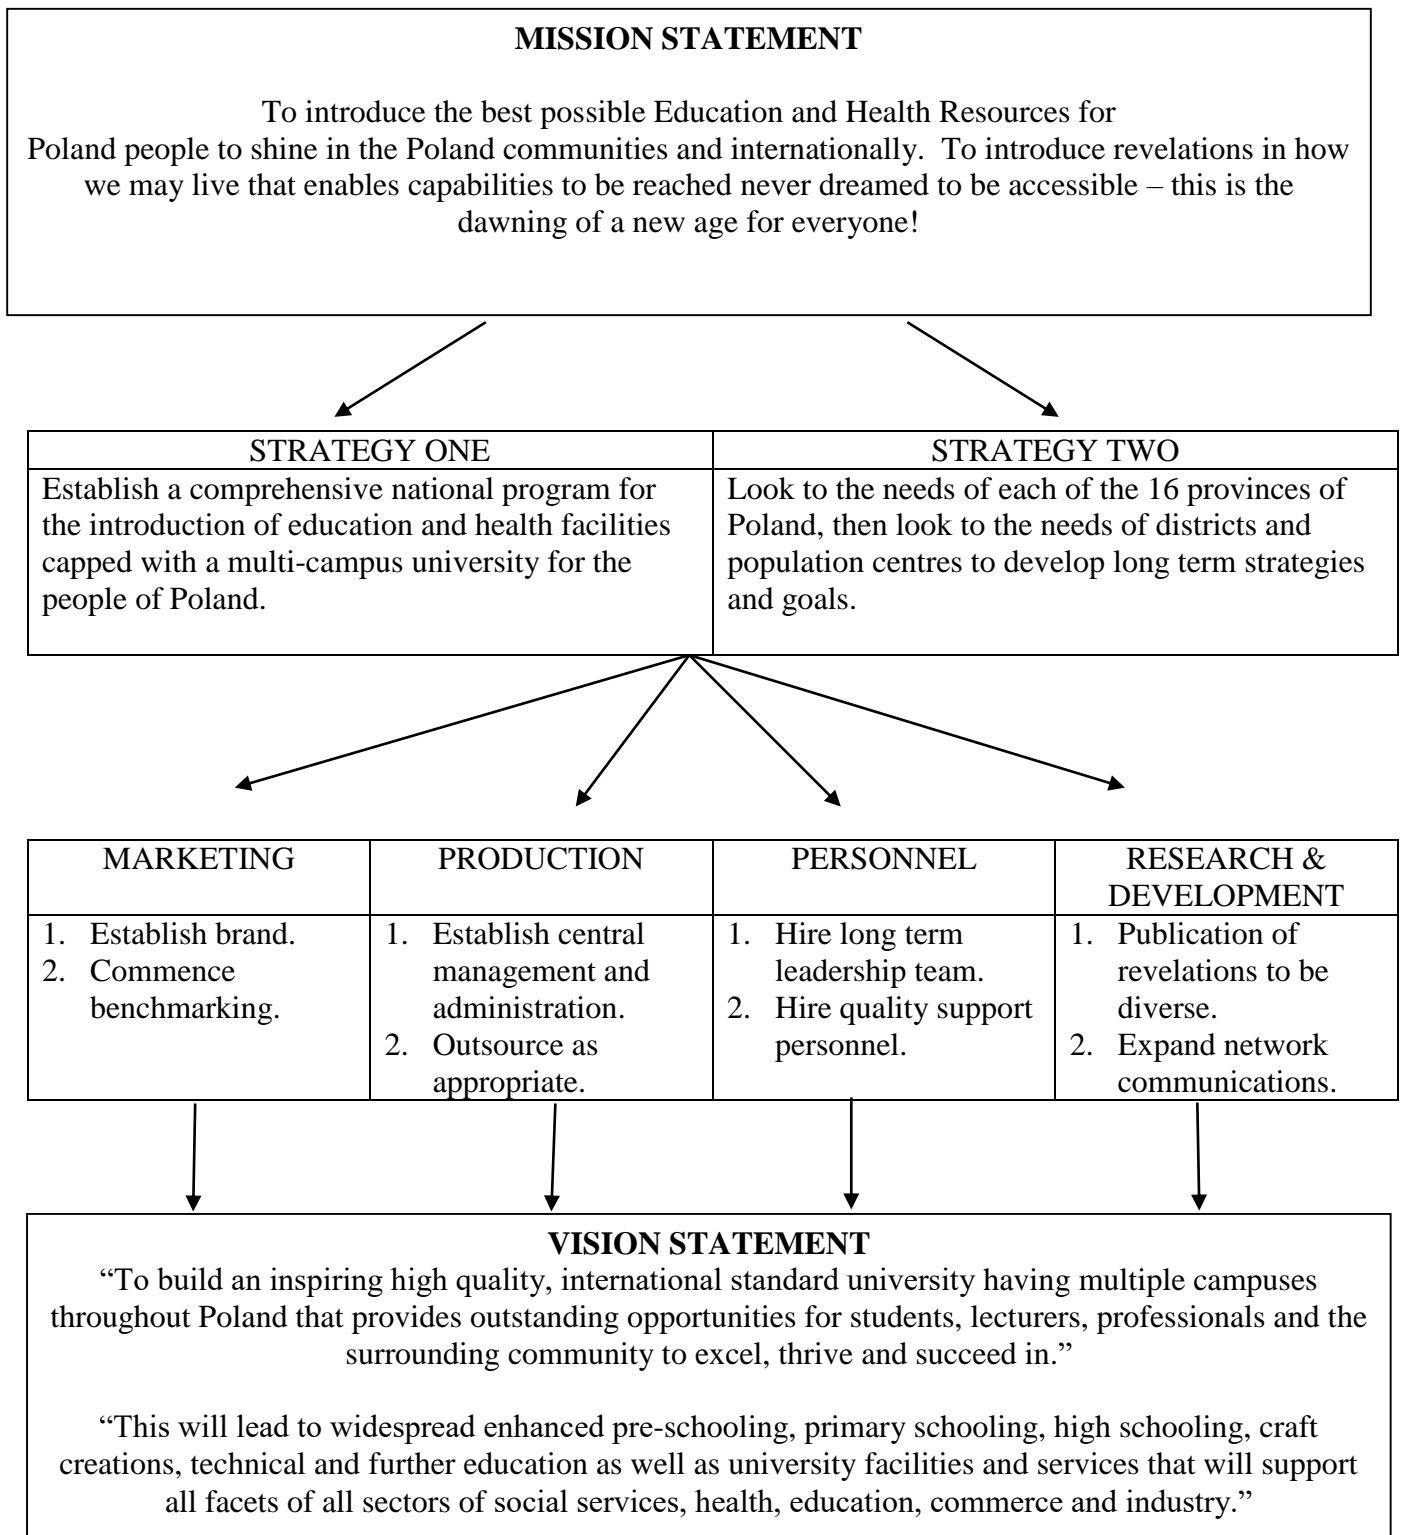 MISSION STATEMENT
To introduce the best possible Education and Health Resources for
Poland people to shine in the Poland communities and internationally.  To introduce revelations in how
we may live that enables capabilities to be reached never dreamed to be accessible – this is the
dawning of a new age for everyone!
STRATEGY ONE
Establish a comprehensive national program for
the introduction of education and health facilities
capped with a multi-campus university for the
people of Poland.
STRATEGY TWO
Look to the needs of each of the 16 provinces of
Poland, then look to the needs of districts and
population centres to develop long term strategies
and goals.
MARKETING
1. Establish brand.
2. Commence
benchmarking.
PRODUCTION
1. Establish central
management and
administration.
2. Outsource as
appropriate.
PERSONNEL
1. Hire long term
leadership team.
2. Hire quality support
personnel.
RESEARCH &
DEVELOPMENT
1. Publication of
revelations to be
diverse.
2. Expand network
communications.
VISION STATEMENT
“To build an inspiring high quality, international standard university having multiple campuses
throughout Poland that provides outstanding opportunities for students, lecturers, professionals and the
surrounding community to excel, thrive and succeed in.”
“This will lead to widespread enhanced pre-schooling, primary schooling, high schooling, craft
creations, technical and further education as well as university facilities and services that will support
all facets of all sectors of social services, health, education, commerce and industry.”